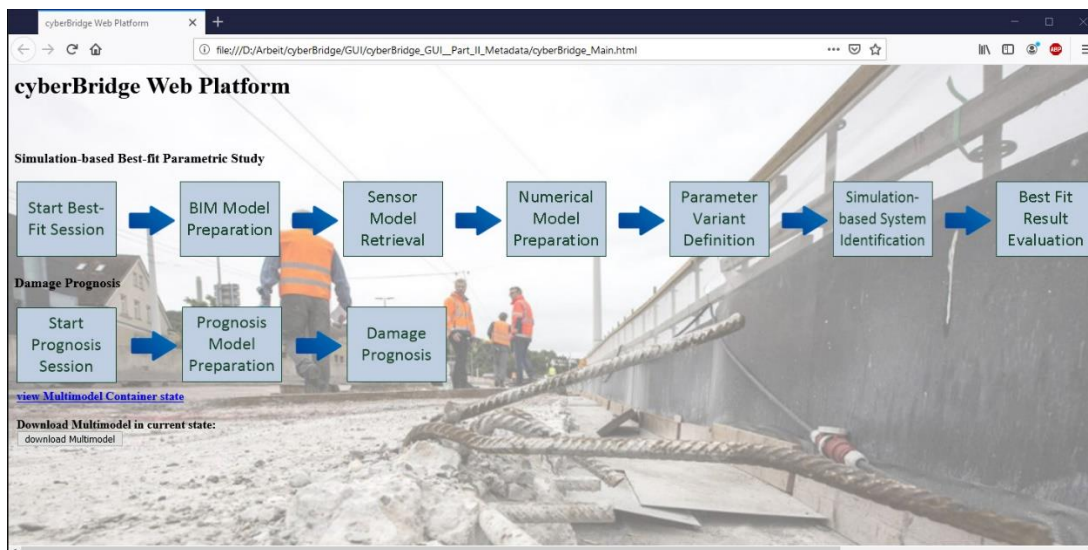 cyberBridge Web Platform
file:///D:/Arbeit/cyberBridge/GUI/cyberBridge_GUI__Part_II_Metadata/cyberBridge_Main.html
ABP
cyberBridge Web Platform
Simulation-based Best-fit Parametric Study
Start Best-
Fit Session
BIM Model
Preparation
Sensor
Model
Retrieval
Numerical
Model
Preparation
Parameter
Variant
Definition
Simulation-
based System
Identification
Best Fit
Result
Evaluation
Damage Prognosis
Start
Prognosis
Session
Prognosis
Model
Preparation
Damage
Prognosis
view Multimodel Container state
Download Multimodel in current state:
download Multimodel